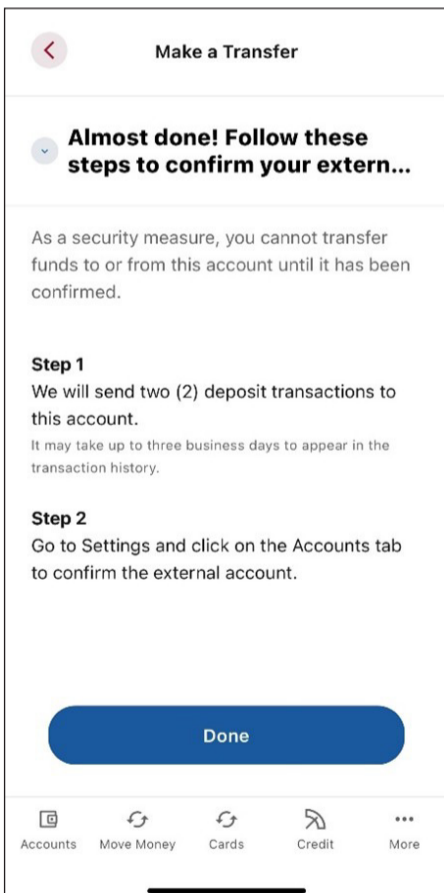 Make a Transfer
Almost done! Follow these
steps to confirm your extern...
As a security measure, you cannot transfer
funds to or from this account until it has been
confirmed.
Step 1
We will send two (2) deposit transactions to
this account.
It may take up to three business days to appear in the
transaction history.
Step 2
Go to Settings and click on the Accounts tab
to confirm the external account.
Done
Accounts Move Money Cards Credit More